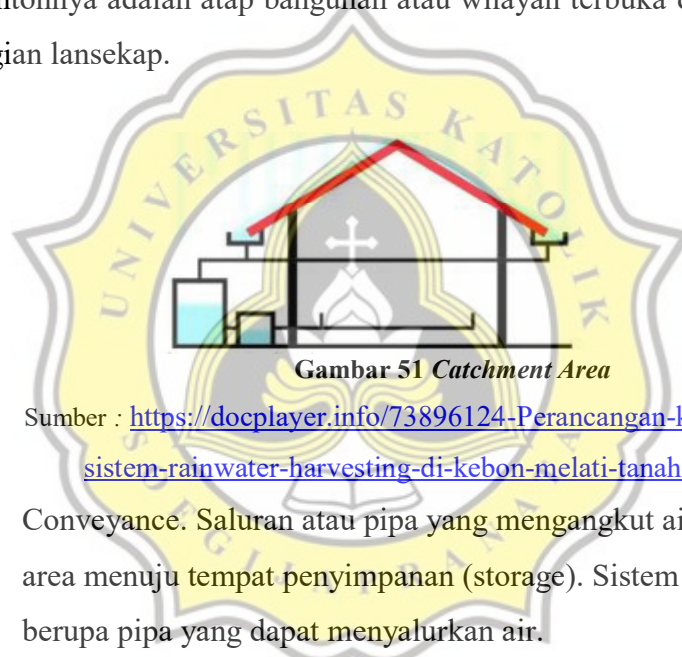 adalah atap bangunan atau wilayah terbuka
lansekap.
UNIVERSITAS KATOLIK
Gambar 51 Catchment Area
Sumber : https://docplayer.info/73896124-Perancangan-k
sistem-rainwater-harvesting-di-kebon-melati-tanah
Conveyance. Saluran atau pipa yang mengangkut ai
area menuju tempat penyimpanan (storage). Sistem
berupa pipa yang dapat menyalurkan air.
SOEGIJAPRANATA